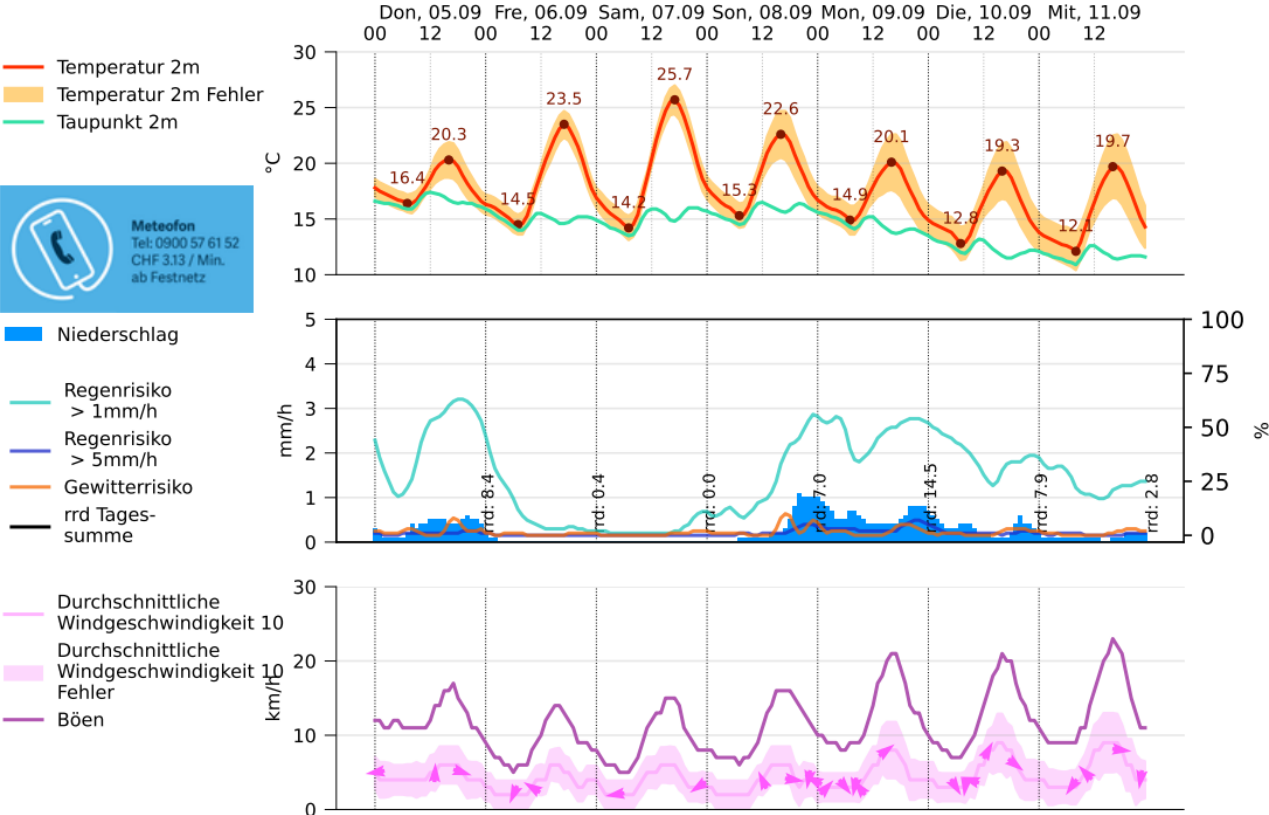 Don, 05.09 Fre, 06.09 Sam, 07.09 Son, 08.09 Mon, 09.09 Die, 10.09 Mit, 11.09
00 12 00 12 00 12 00 12 00 12 00 12 00 12
Temperatur 2m
Temperatur 2m Fehler
Taupunkt 2m
°C
30
25
20
15
10
16.4
20.3
14.5
23.5
14.2
25.7
15.3
22.6
14.9
20.1
12.8
19.3
12.1
19.7
Meteofon
Tel: 0900 57 61 52
CHF 3.13 / Min.
ab Festnetz
Niederschlag
Regenrisiko
> 1mm/h
Regenrisiko
> 5mm/h
Gewitterrisiko
rrd Tages-
summe
mm/h
5
4
3
2
1
0
rrd: 8.4
rrd: 0.4
rrd: 0.0
rrd: 7.0
rrd: 14.5
rrd: 7.9
rrd: 2.8
100
75
50
25
0
%
Durchschnittliche
Windgeschwindigkeit 10
Durchschnittliche
Windgeschwindigkeit 10
Fehler
Böen
km/h
30
20
10
0